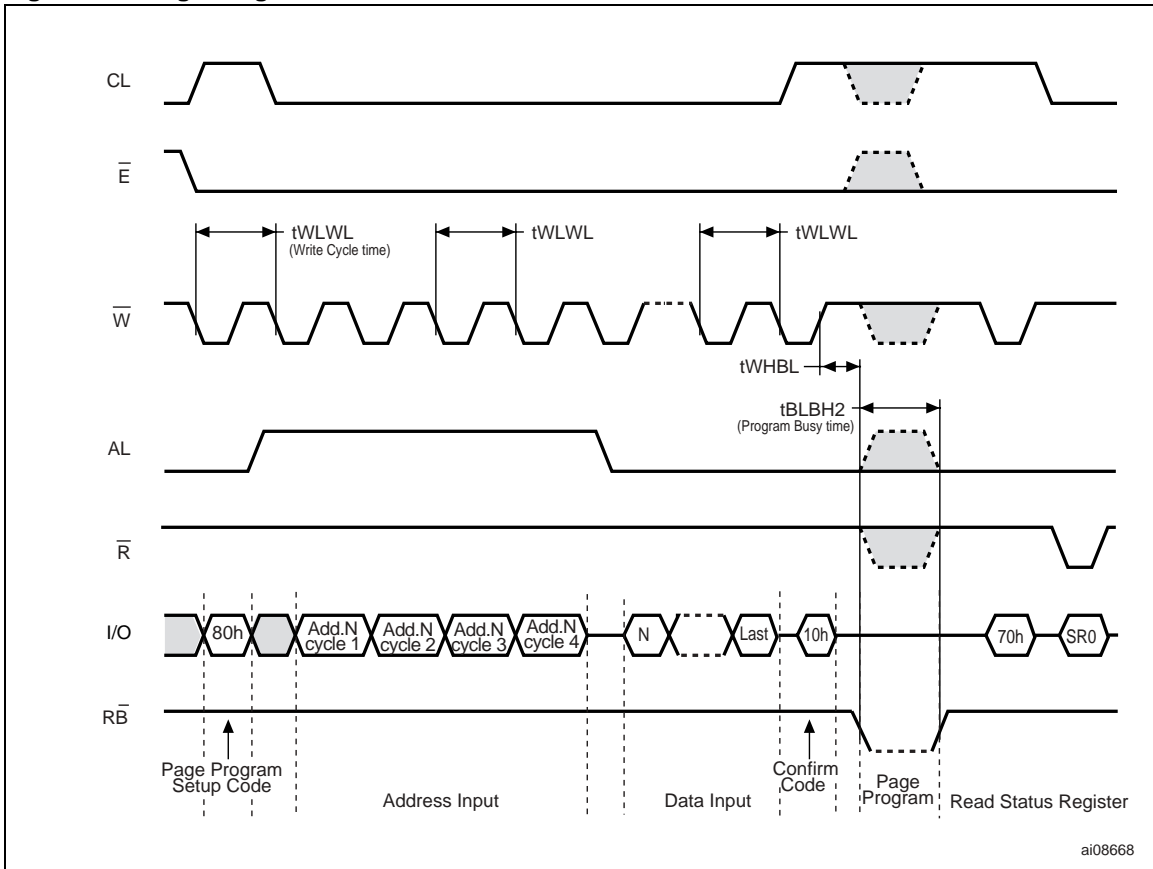 CL
E
tWLWL
(Write Cycle time)
tWLWL
tWLWL
W
tWHBL
tBLBH2
(Program Busy time)
AL
R
I/O
80h
Add.N
cycle 1
Add.N
cycle 2
Add.N
cycle 3
Add.N
cycle 4
N
Last
10h
70h
SR0
RB
Page Program
Setup Code
Address Input
Data Input
Confirm
Code
Page
Program
Read Status Register
ai08668